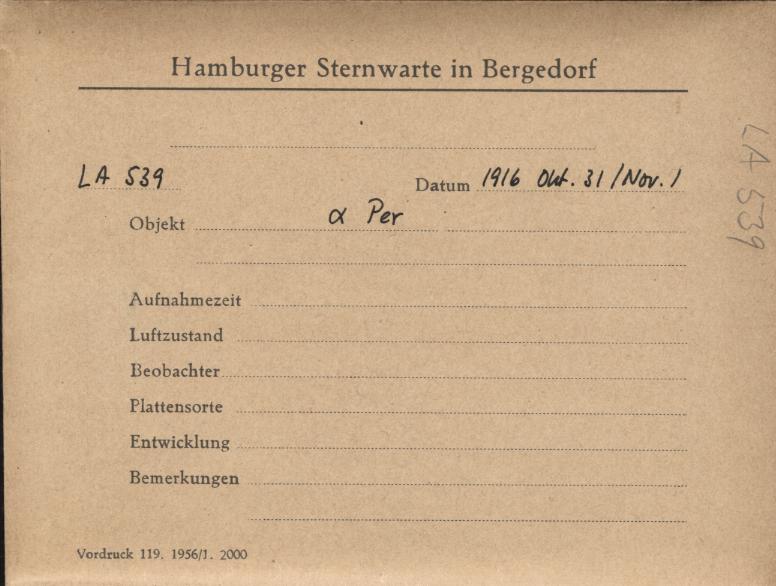 Hamburger Sternwarte in Bergedorf
LA 539 Datum 1916 Okt. 31/Nov. 1
Objekt α Per
Aufnahmezeit
Luftzustand
Beobachter
Plattensorte
Entwicklung
Bemerkungen
Vordruck 119. 1956/1. 2000
LA 539